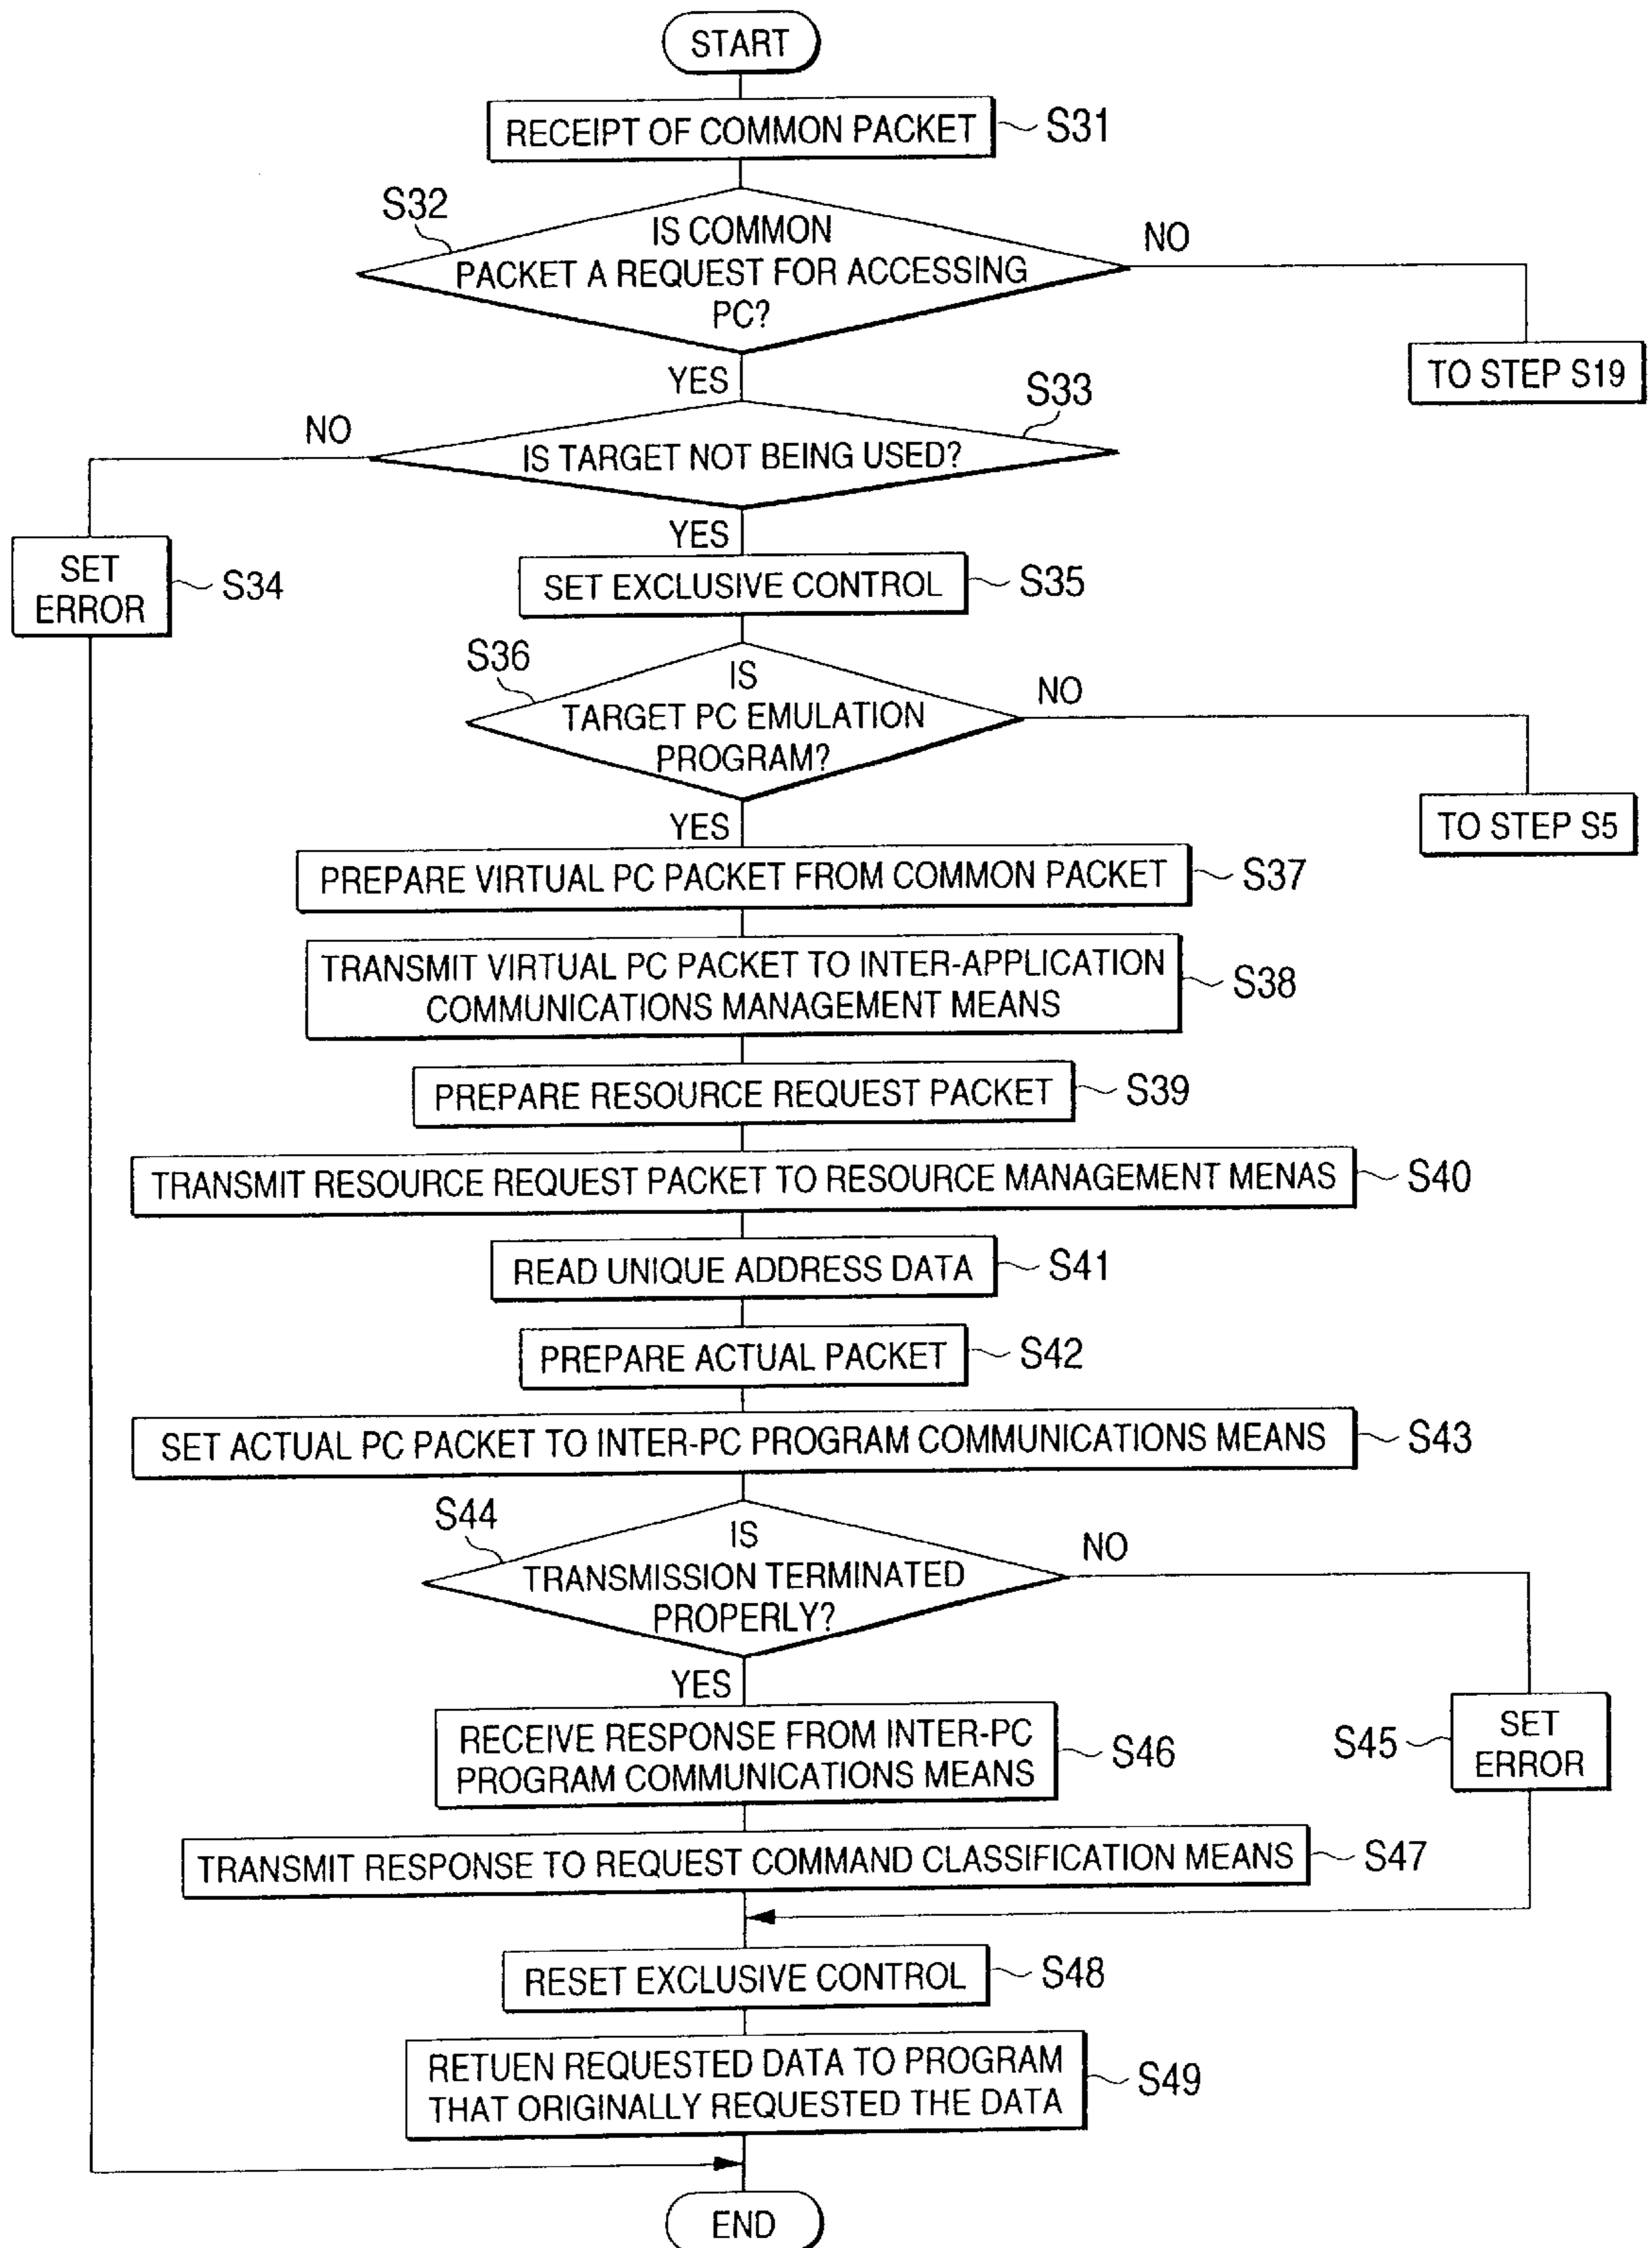 START
RECEIPT OF COMMON PACKET
S31
S32
IS COMMON
PACKET A REQUEST FOR ACCESSING
PC?
NO
TO STEP S19
YES
S33
NO
IS TARGET NOT BEING USED?
SET
ERROR
S34
YES
SET EXCLUSIVE CONTROL
S35
S36
IS
TARGET PC EMULATION
PROGRAM?
NO
TO STEP S5
YES
PREPARE VIRTUAL PC PACKET FROM COMMON PACKET
S37
TRANSMIT VIRTUAL PC PACKET TO INTER-APPLICATION
COMMUNICATIONS MANAGEMENT MEANS
S38
PREPARE RESOURCE REQUEST PACKET
S39
TRANSMIT RESOURCE REQUEST PACKET TO RESOURCE MANAGEMENT MENAS
S40
READ UNIQUE ADDRESS DATA
S41
PREPARE ACTUAL PACKET
S42
SET ACTUAL PC PACKET TO INTER-PC PROGRAM COMMUNICATIONS MEANS
S43
S44
IS
TRANSMISSION TERMINATED
PROPERLY?
NO
YES
RECEIVE RESPONSE FROM INTER-PC
PROGRAM COMMUNICATIONS MEANS
S46
S45
SET
ERROR
TRANSMIT RESPONSE TO REQUEST COMMAND CLASSIFICATION MEANS
S47
RESET EXCLUSIVE CONTROL
S48
RETUEN REQUESTED DATA TO PROGRAM
THAT ORIGINALLY REQUESTED THE DATA
S49
END